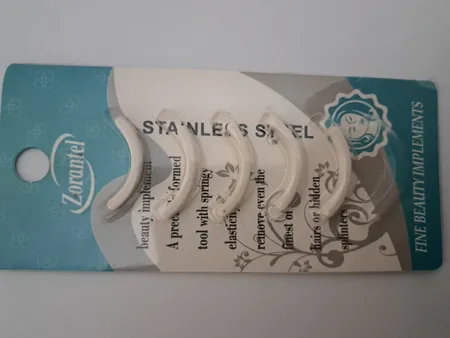 Zorantel
STAINLESS STEEL
beauty implement
A precision formed
tool with springy
elasticity
remove even the
finest or
Hairs or hidden
splinters
FINE BEAUTY IMPLEMENTS